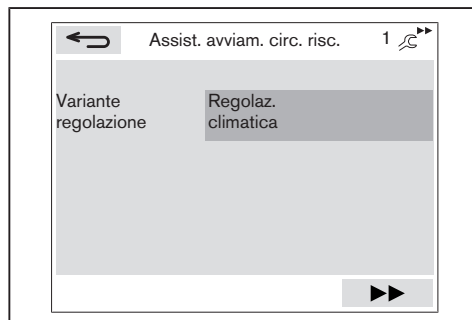 Assist. avviam. circ. risc. 1
Variante regolazione
Regolaz. climatica